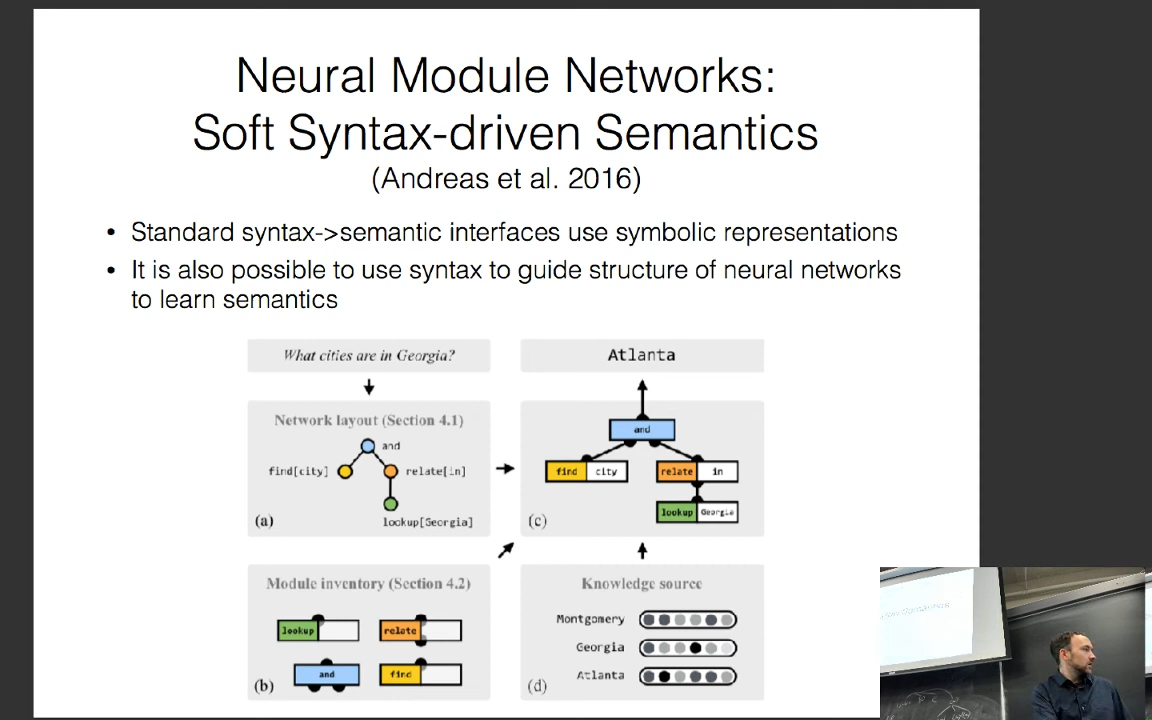 Neural Module Networks:
Soft Syntax-driven Semantics
(Andreas et al. 2016)
• Standard syntax->semantic interfaces use symbolic representations
• It is also possible to use syntax to guide structure of neural networks
to learn semantics
What cities are in Georgia?
Network layout (Section 4.1)
and
find[city]
relate[in]
lookup[Georgia]
(a)
Atlanta
and
find city
relate in
lookup Georgia
(c)
Module inventory (Section 4.2)
lookup
relate
and
find
(b)
Knowledge source
Montgomery
Georgia
Atlanta
(d)